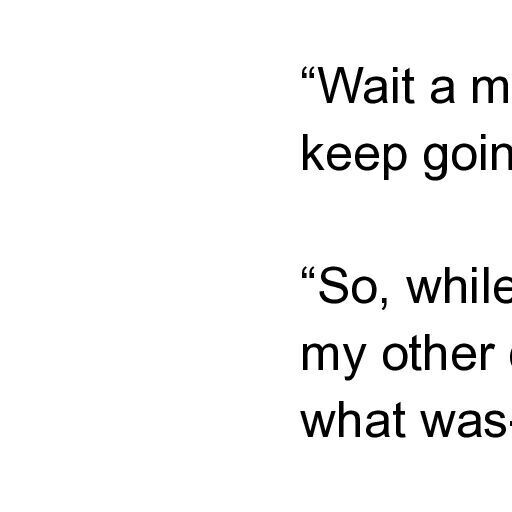 “Wait a m
keep goin
“So, while
my other
what was-